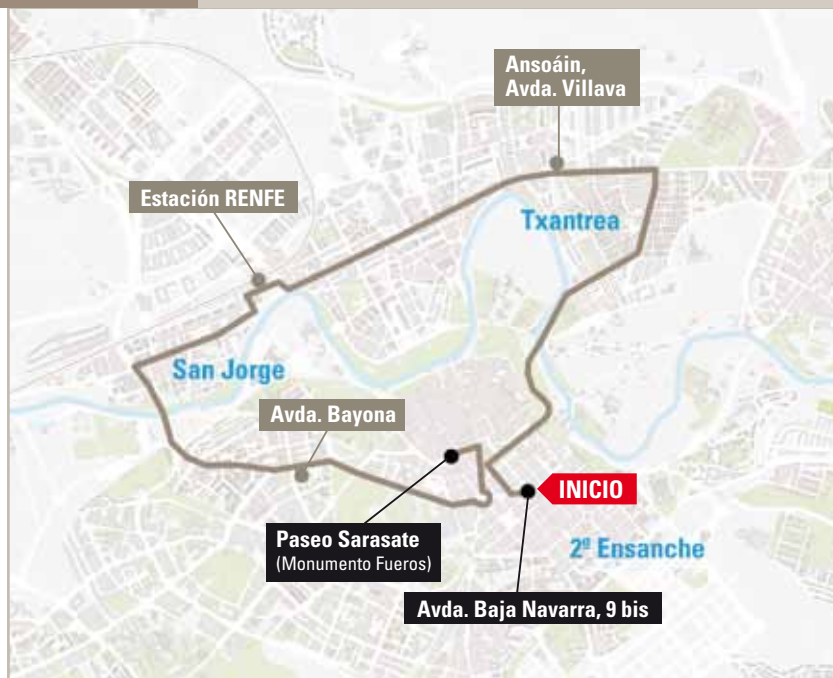 Ansoáin,
Avda. Villava
Estación RENFE
Txantrea
San Jorge
Avda. Bayona
INICIO
Paseo Sarasate
(Monumento Fueros)
2º Ensanche
Avda. Baja Navarra, 9 bis